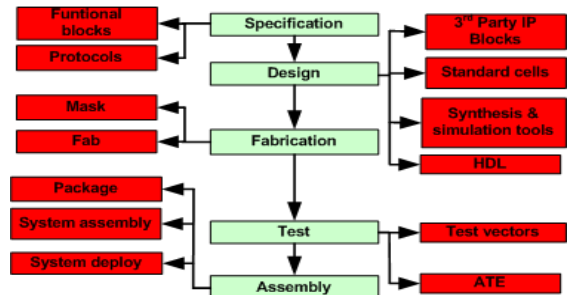 Funtional
blocks
Specification
3rd Party IP
Blocks
Protocols
Design
Standard cells
Mask
Synthesis &
simulation tools
Fab
Fabrication
HDL
Package
System assembly
Test
Test vectors
System deploy
Assembly
ATE